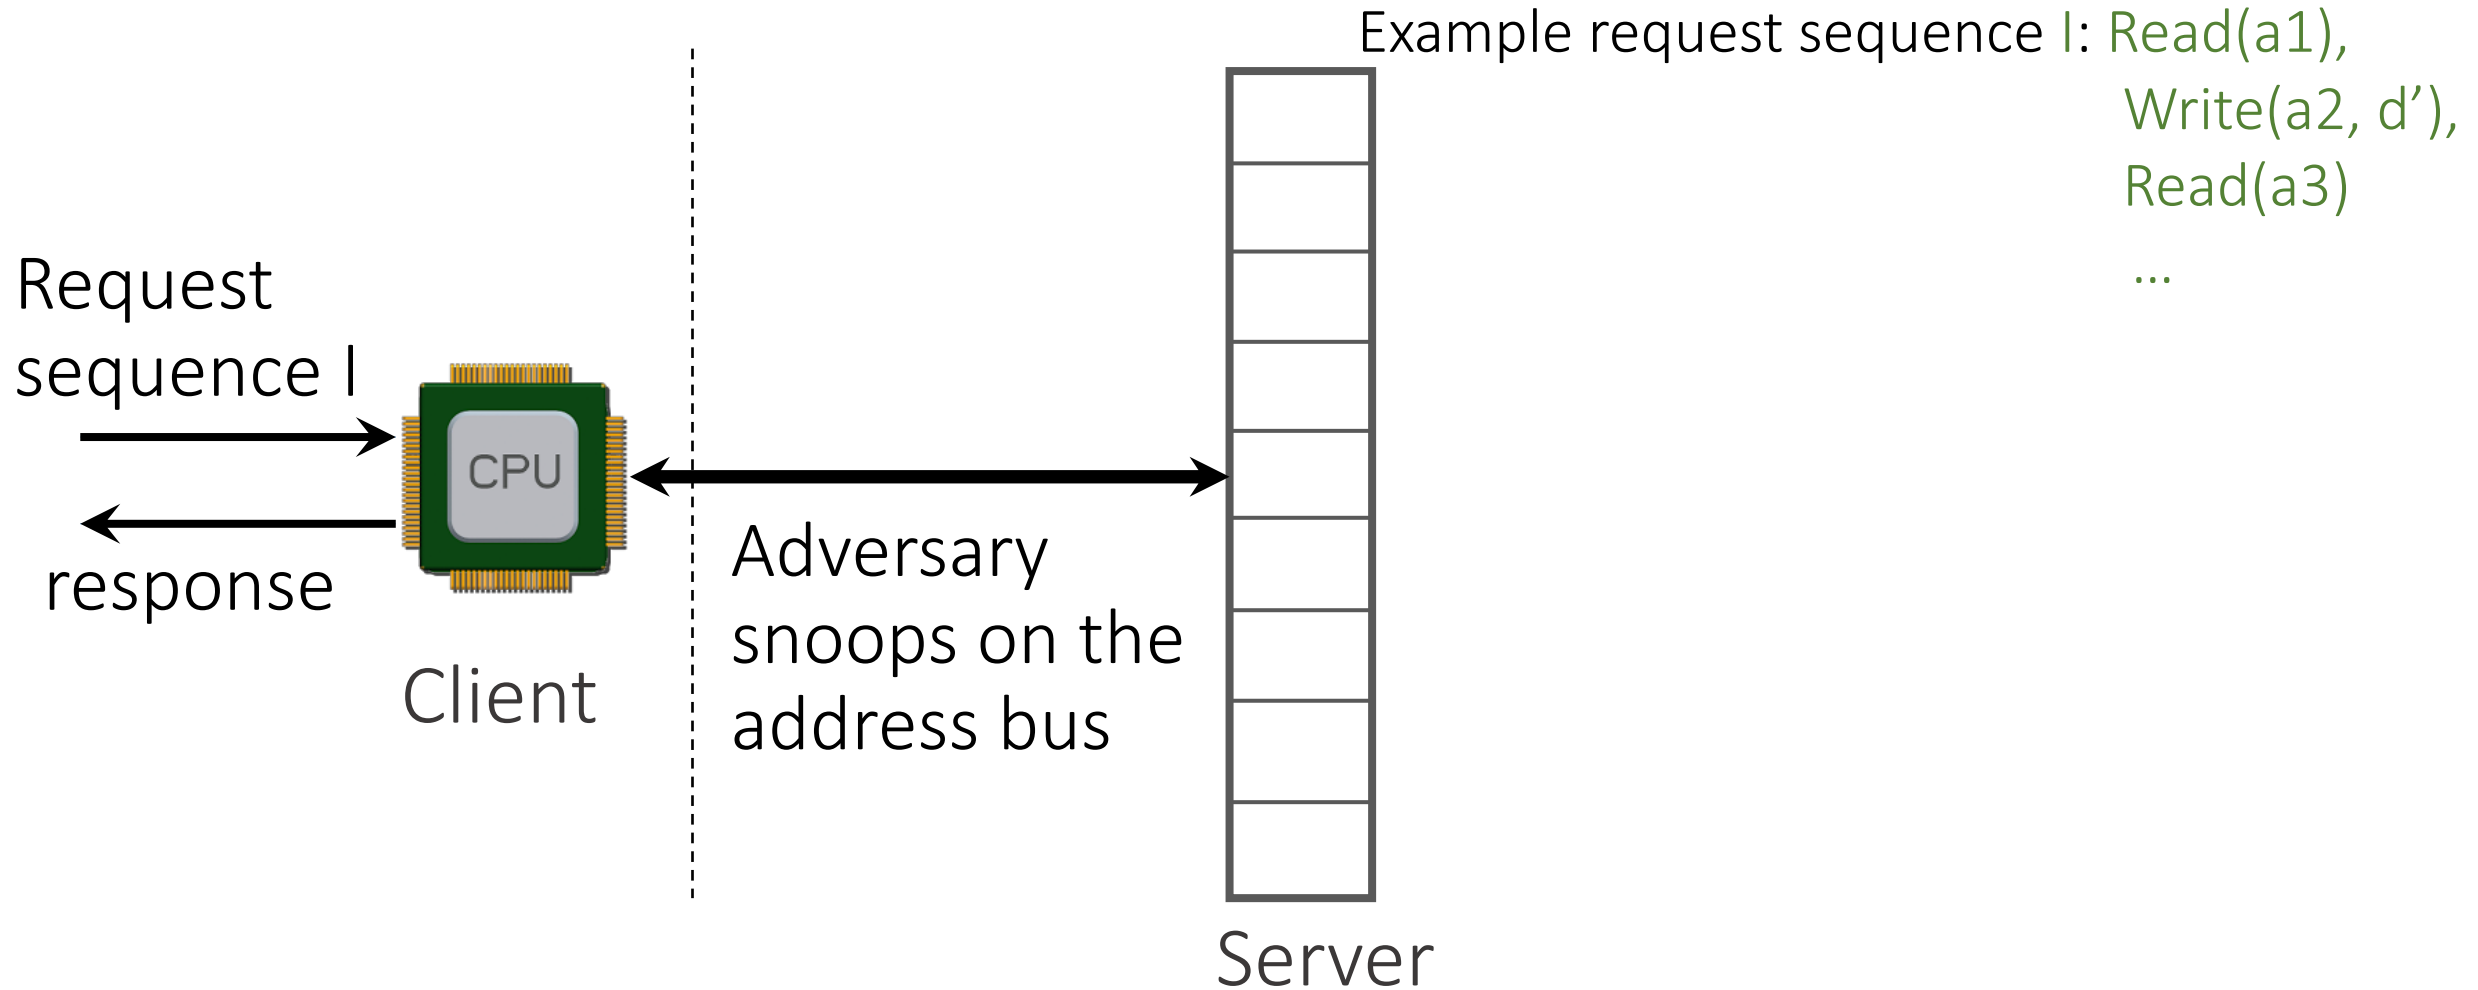 Example request sequence I: Read(a1),
Write(a2, d’),
Read(a3)
...
Request
sequence I
CPU
response
Client
Adversary
snoops on the
address bus
Server